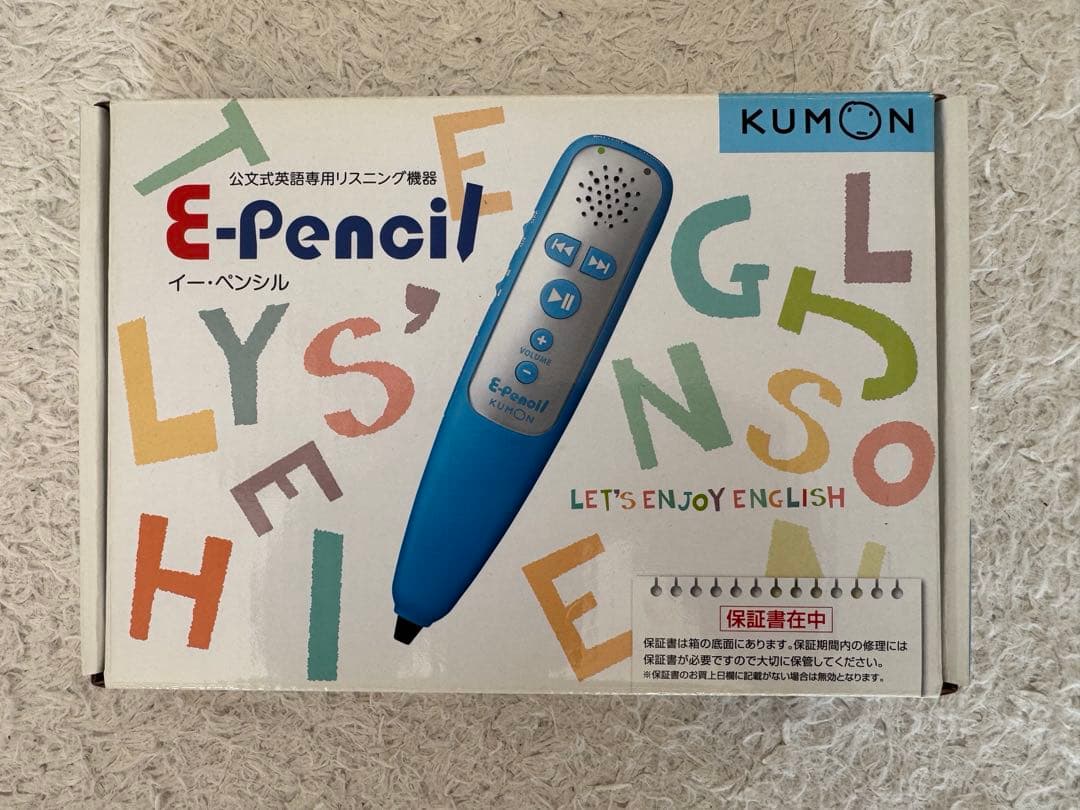 KUMON
公文式英語専用リスニング機器
E-Pencil
イー・ペンシル
VOLUME
E-Pencil
KUMON
LET'S ENJOY ENGLISH
T
E
G
L
L
Y
S'
N
J
S
O
E
H
I
E
N
保証書在中
保証書は箱の底面にあります。保証期間内の修理には
保証書が必要ですので大切に保管してください。
※保証書のお買上日欄に記載がない場合は無効となります。